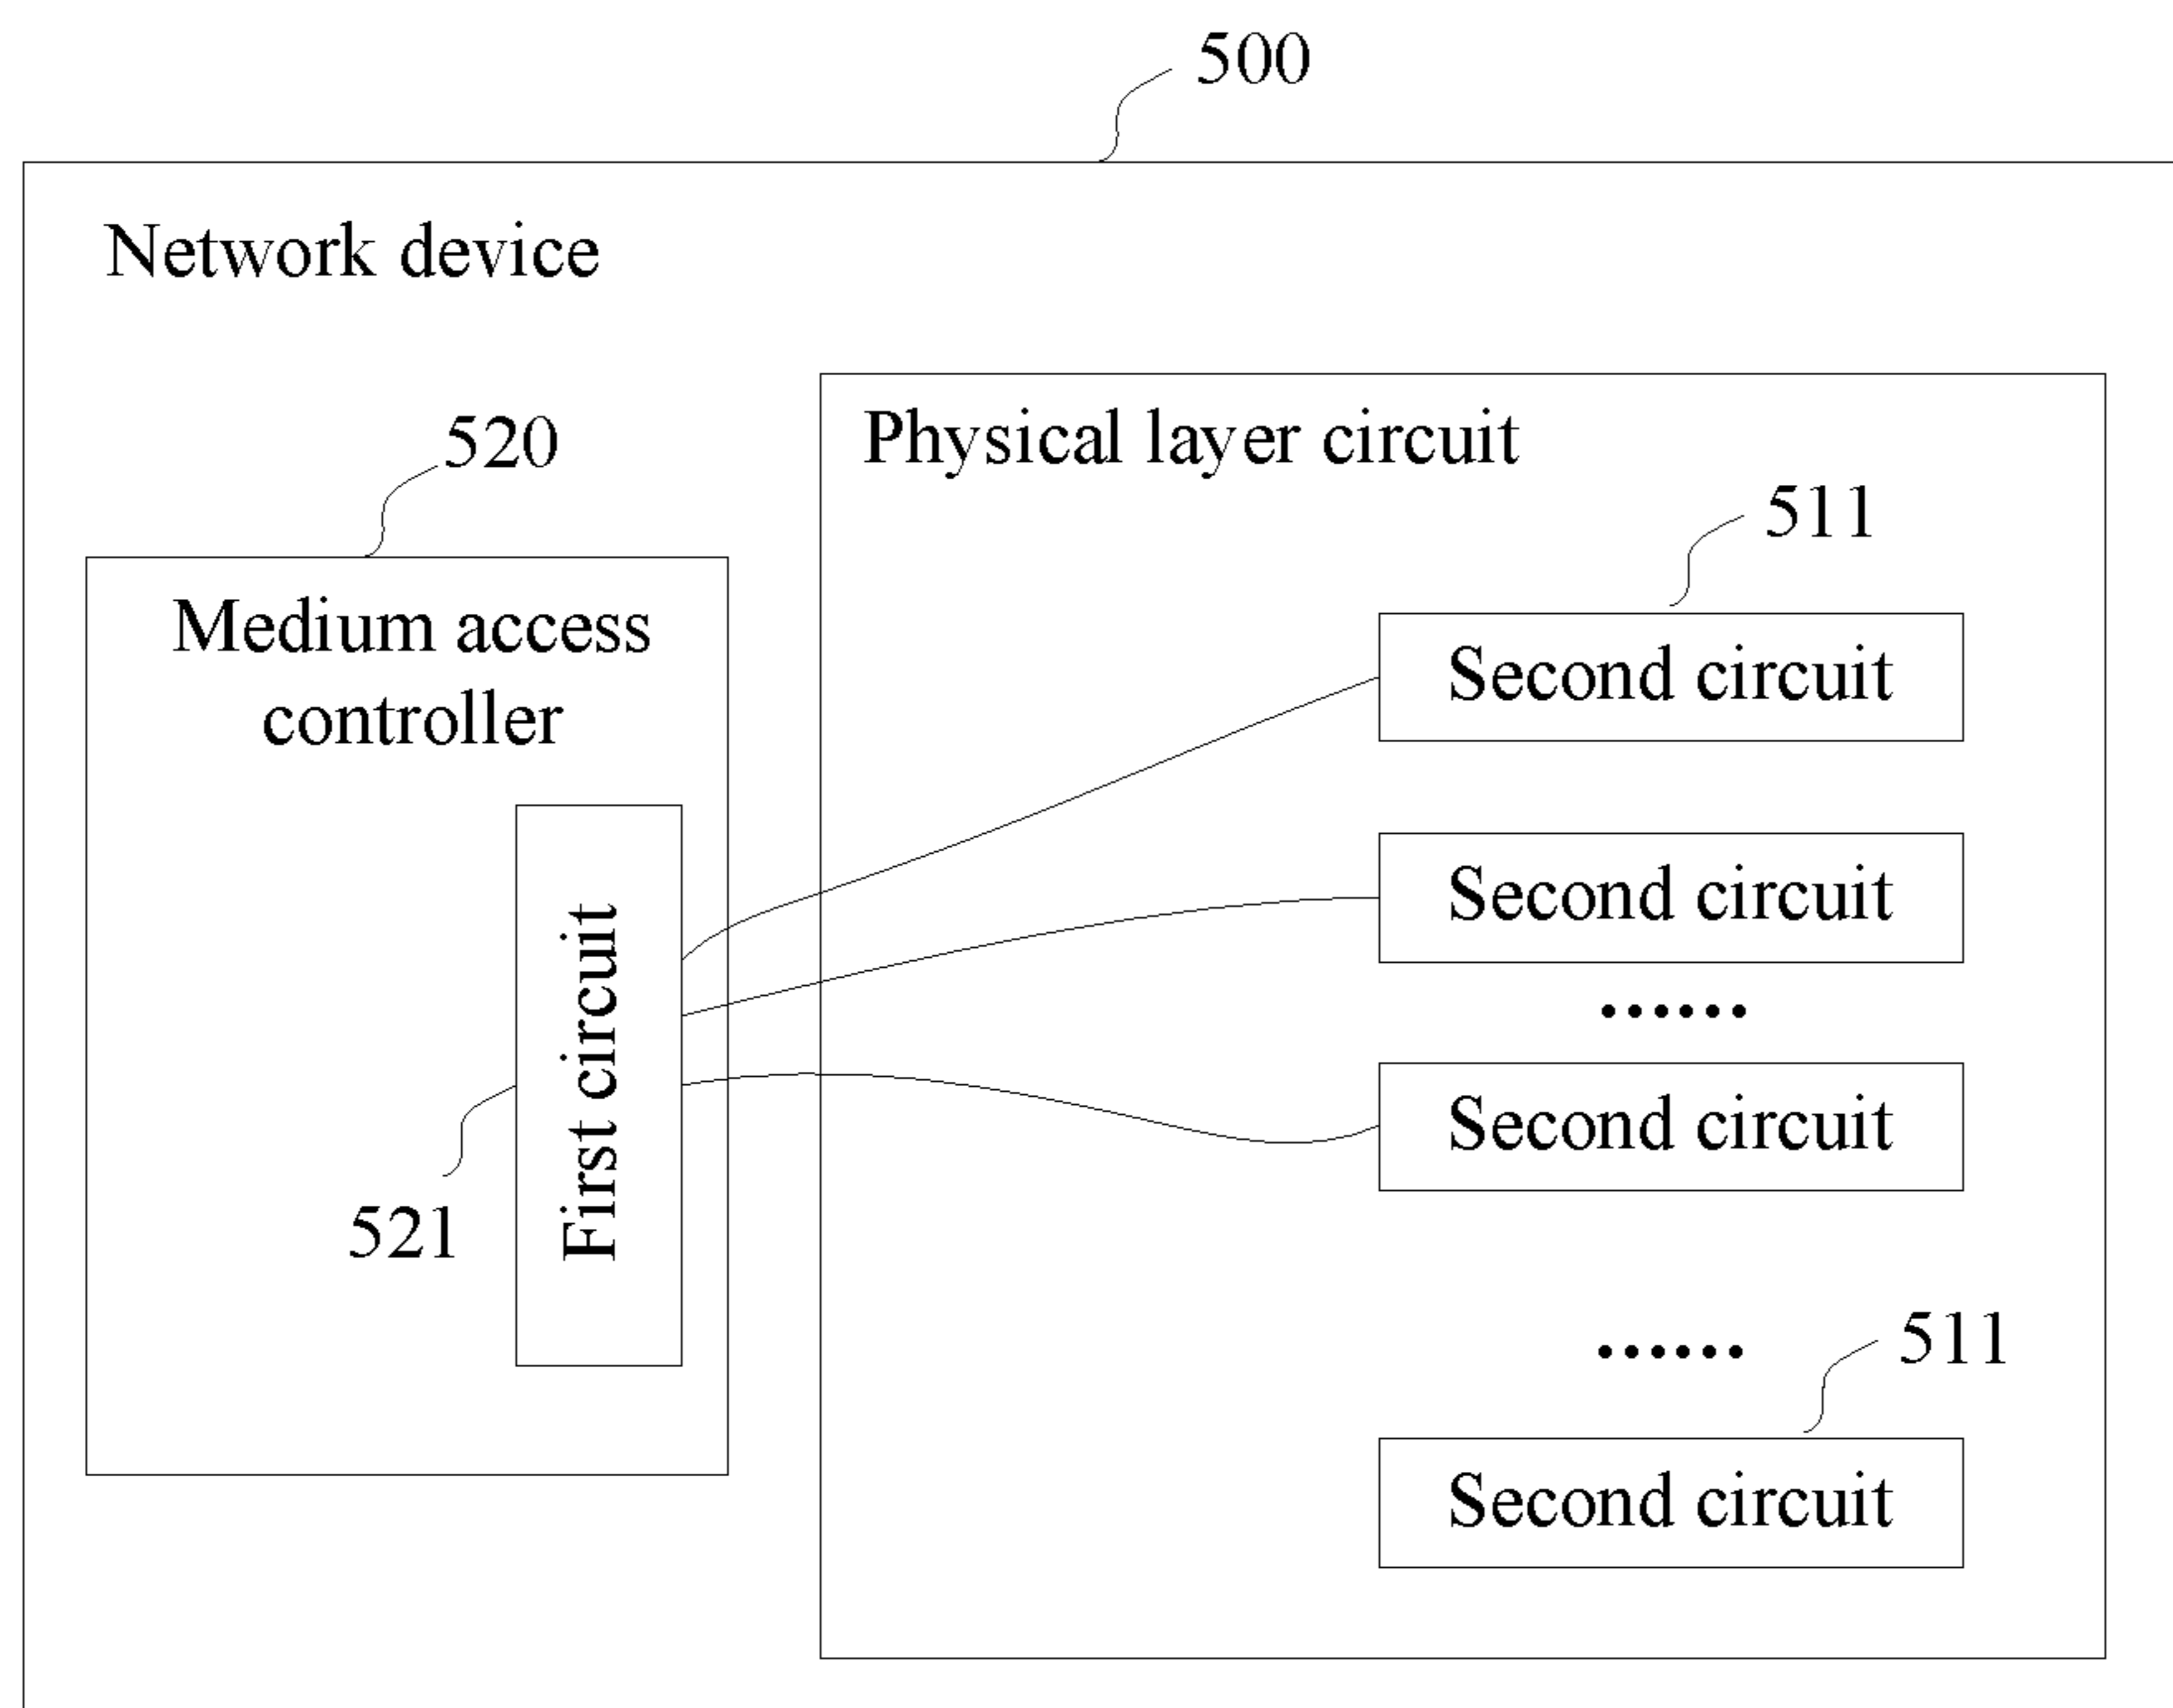 500
Network device
520
Physical layer circuit
511
Medium access
controller
Second circuit
Second circuit
......
First circuit
Second circuit
521
......
511
Second circuit